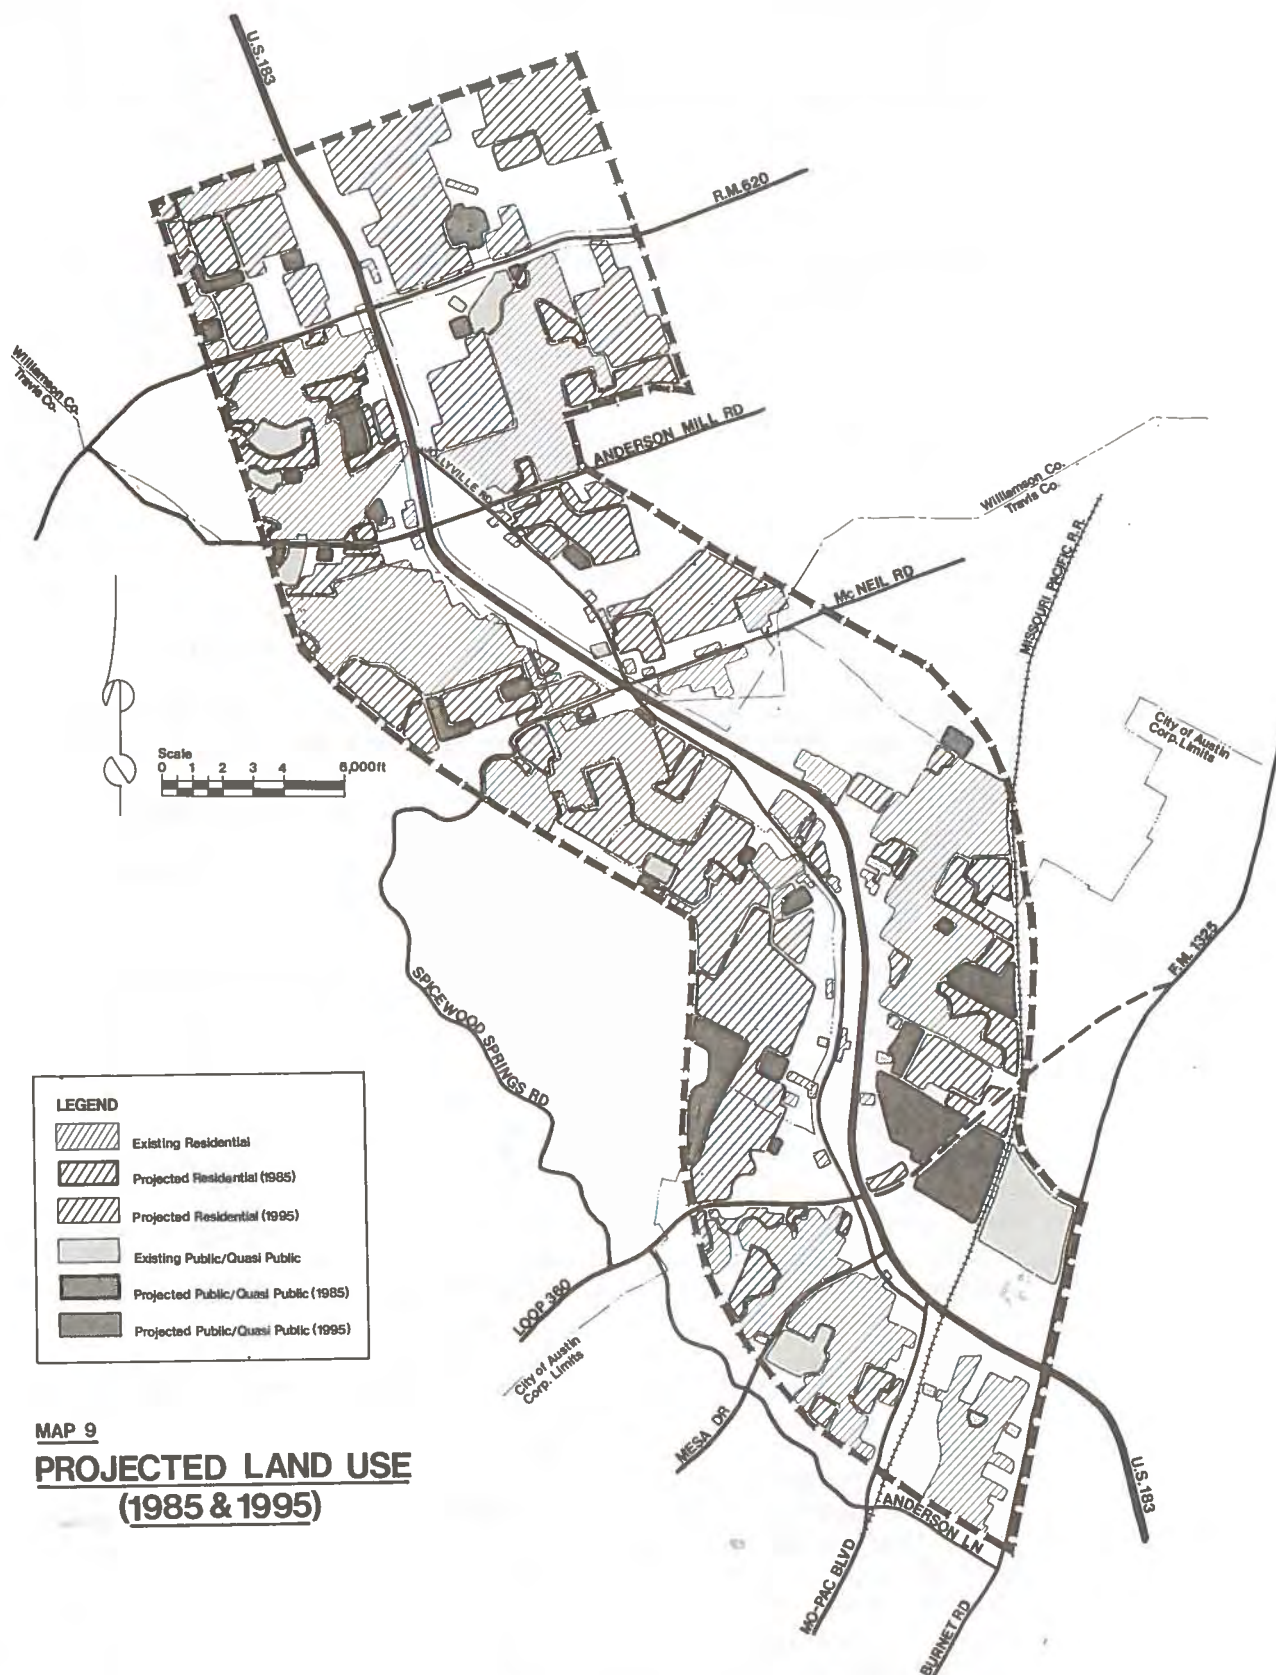 U.S.183
R.M.620
Williamson Co.
Travis Co.
ANDERSON MILL RD
LYVILLE RD
Williamson Co.
Travis Co.
MISSOURI PACIFIC R.R.
Mc NEIL RD
City of Austin
Corp. Limits
Scale
0 1 2 3 4 6,000ft
F.M. 1325
SPICEWOOD SPRINGS RD
LEGEND
Existing Residential
Projected Residential (1985)
Projected Residential (1995)
Existing Public/Quasi Public
Projected Public/Quasi Public (1985)
Projected Public/Quasi Public (1995)
LOOP 360
City of Austin
Corp. Limits
MESA DR
MAP 9
PROJECTED LAND USE
(1985 & 1995)
U.S.183
ANDERSON LN
MO-PAC BLVD
BURNET RD